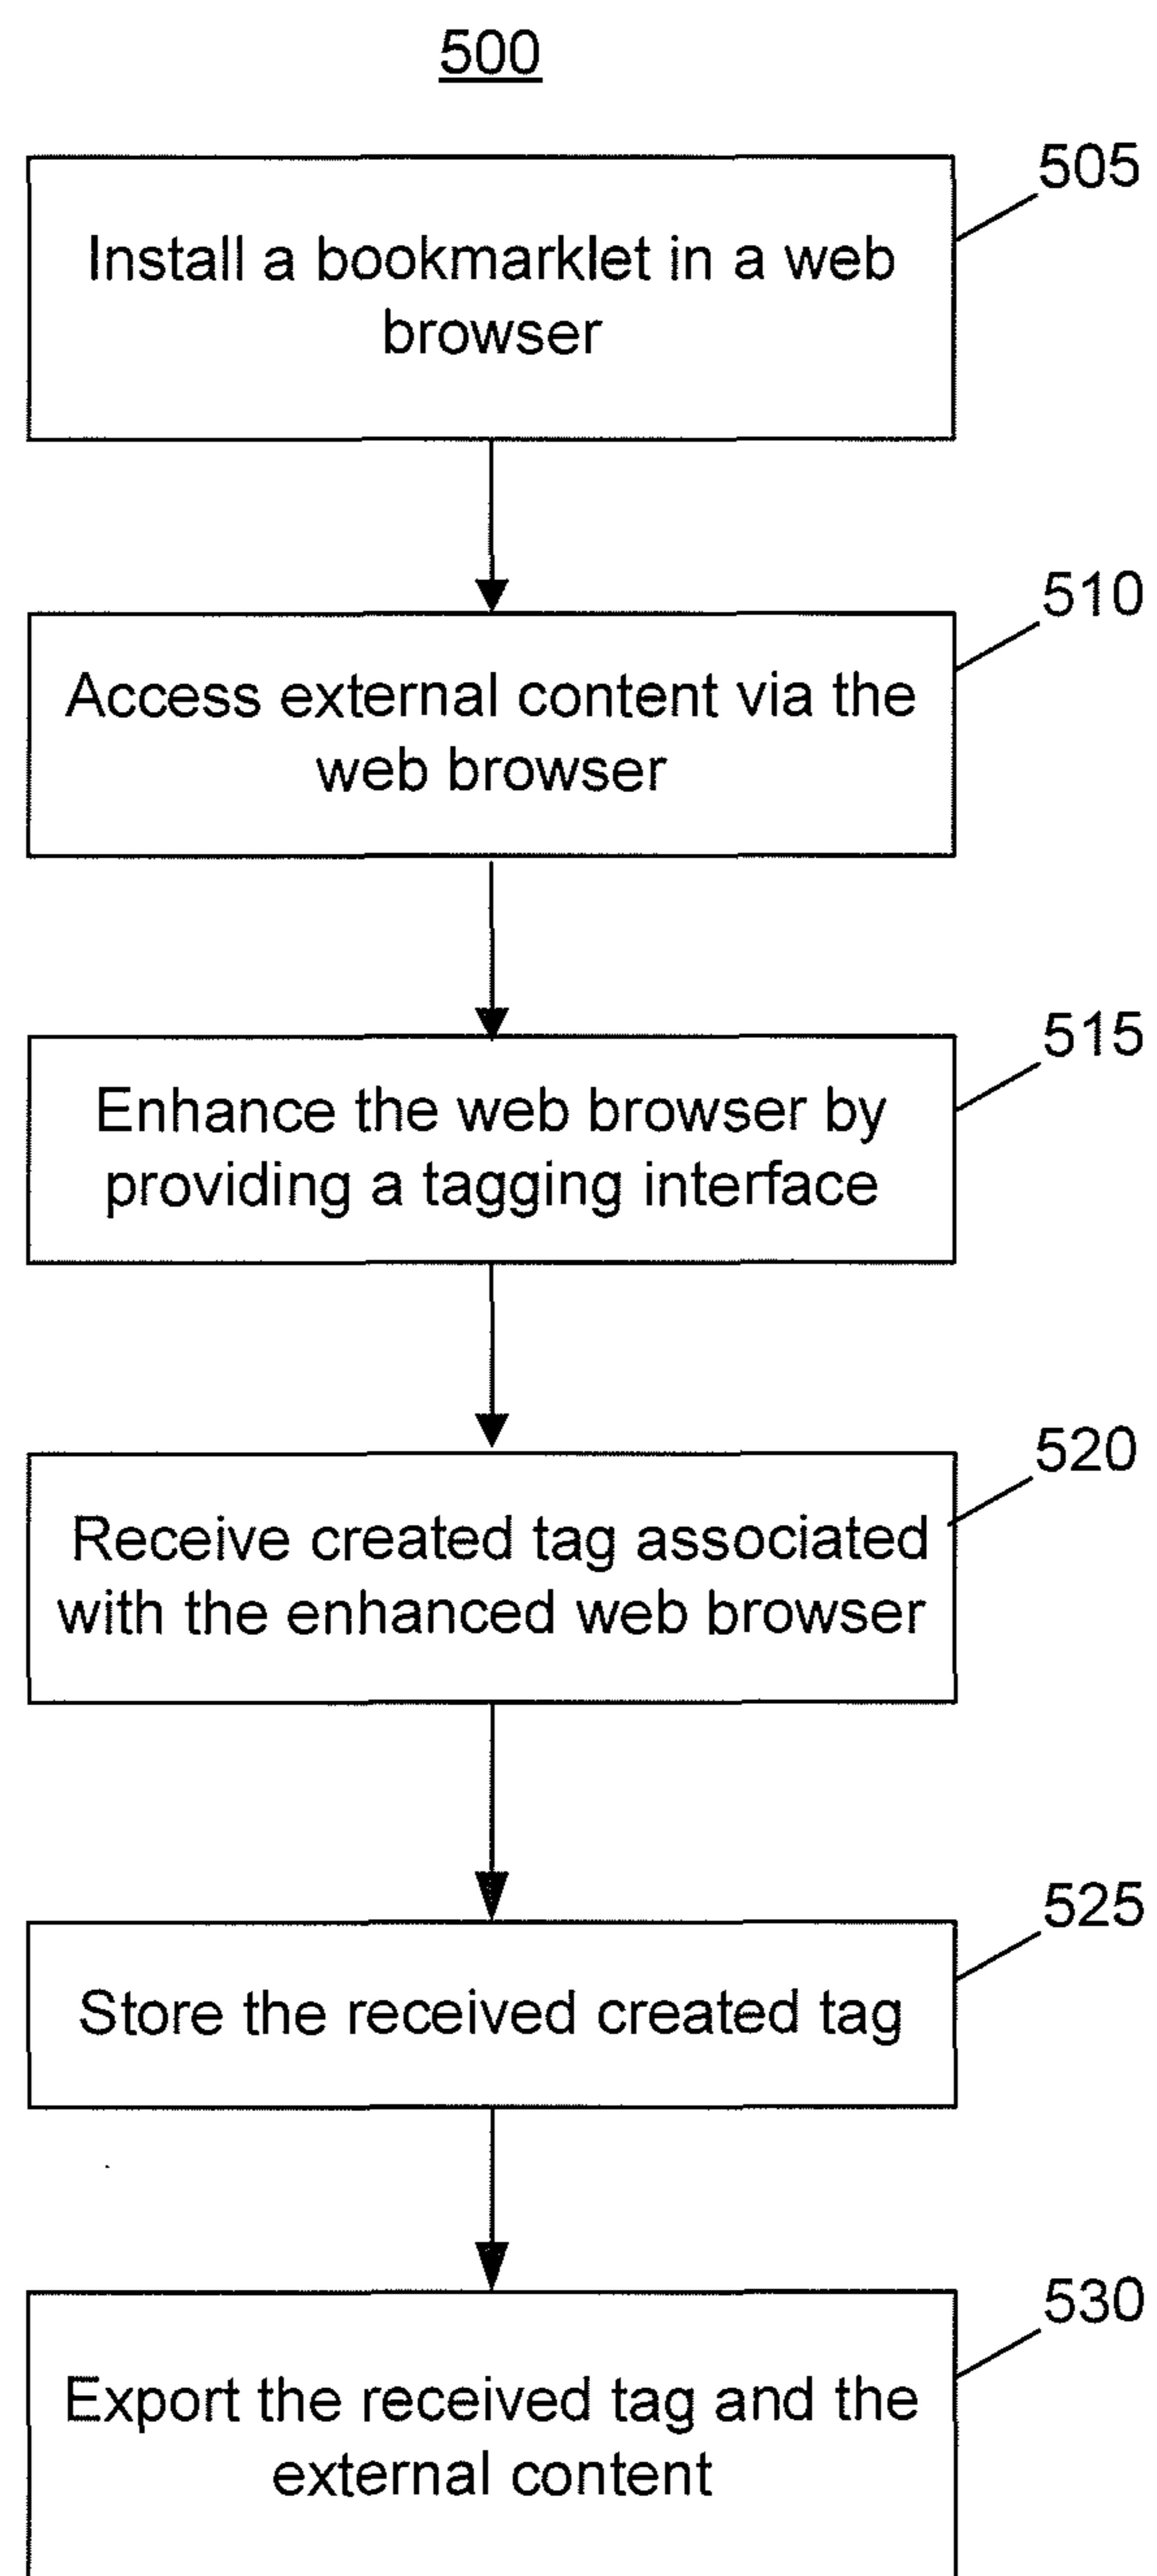 500
505
Install a bookmarklet in a web
browser
510
Access external content via the
web browser
515
Enhance the web browser by
providing a tagging interface
520
Receive created tag associated
with the enhanced web browser
525
Store the received created tag
530
Export the received tag and the
external content